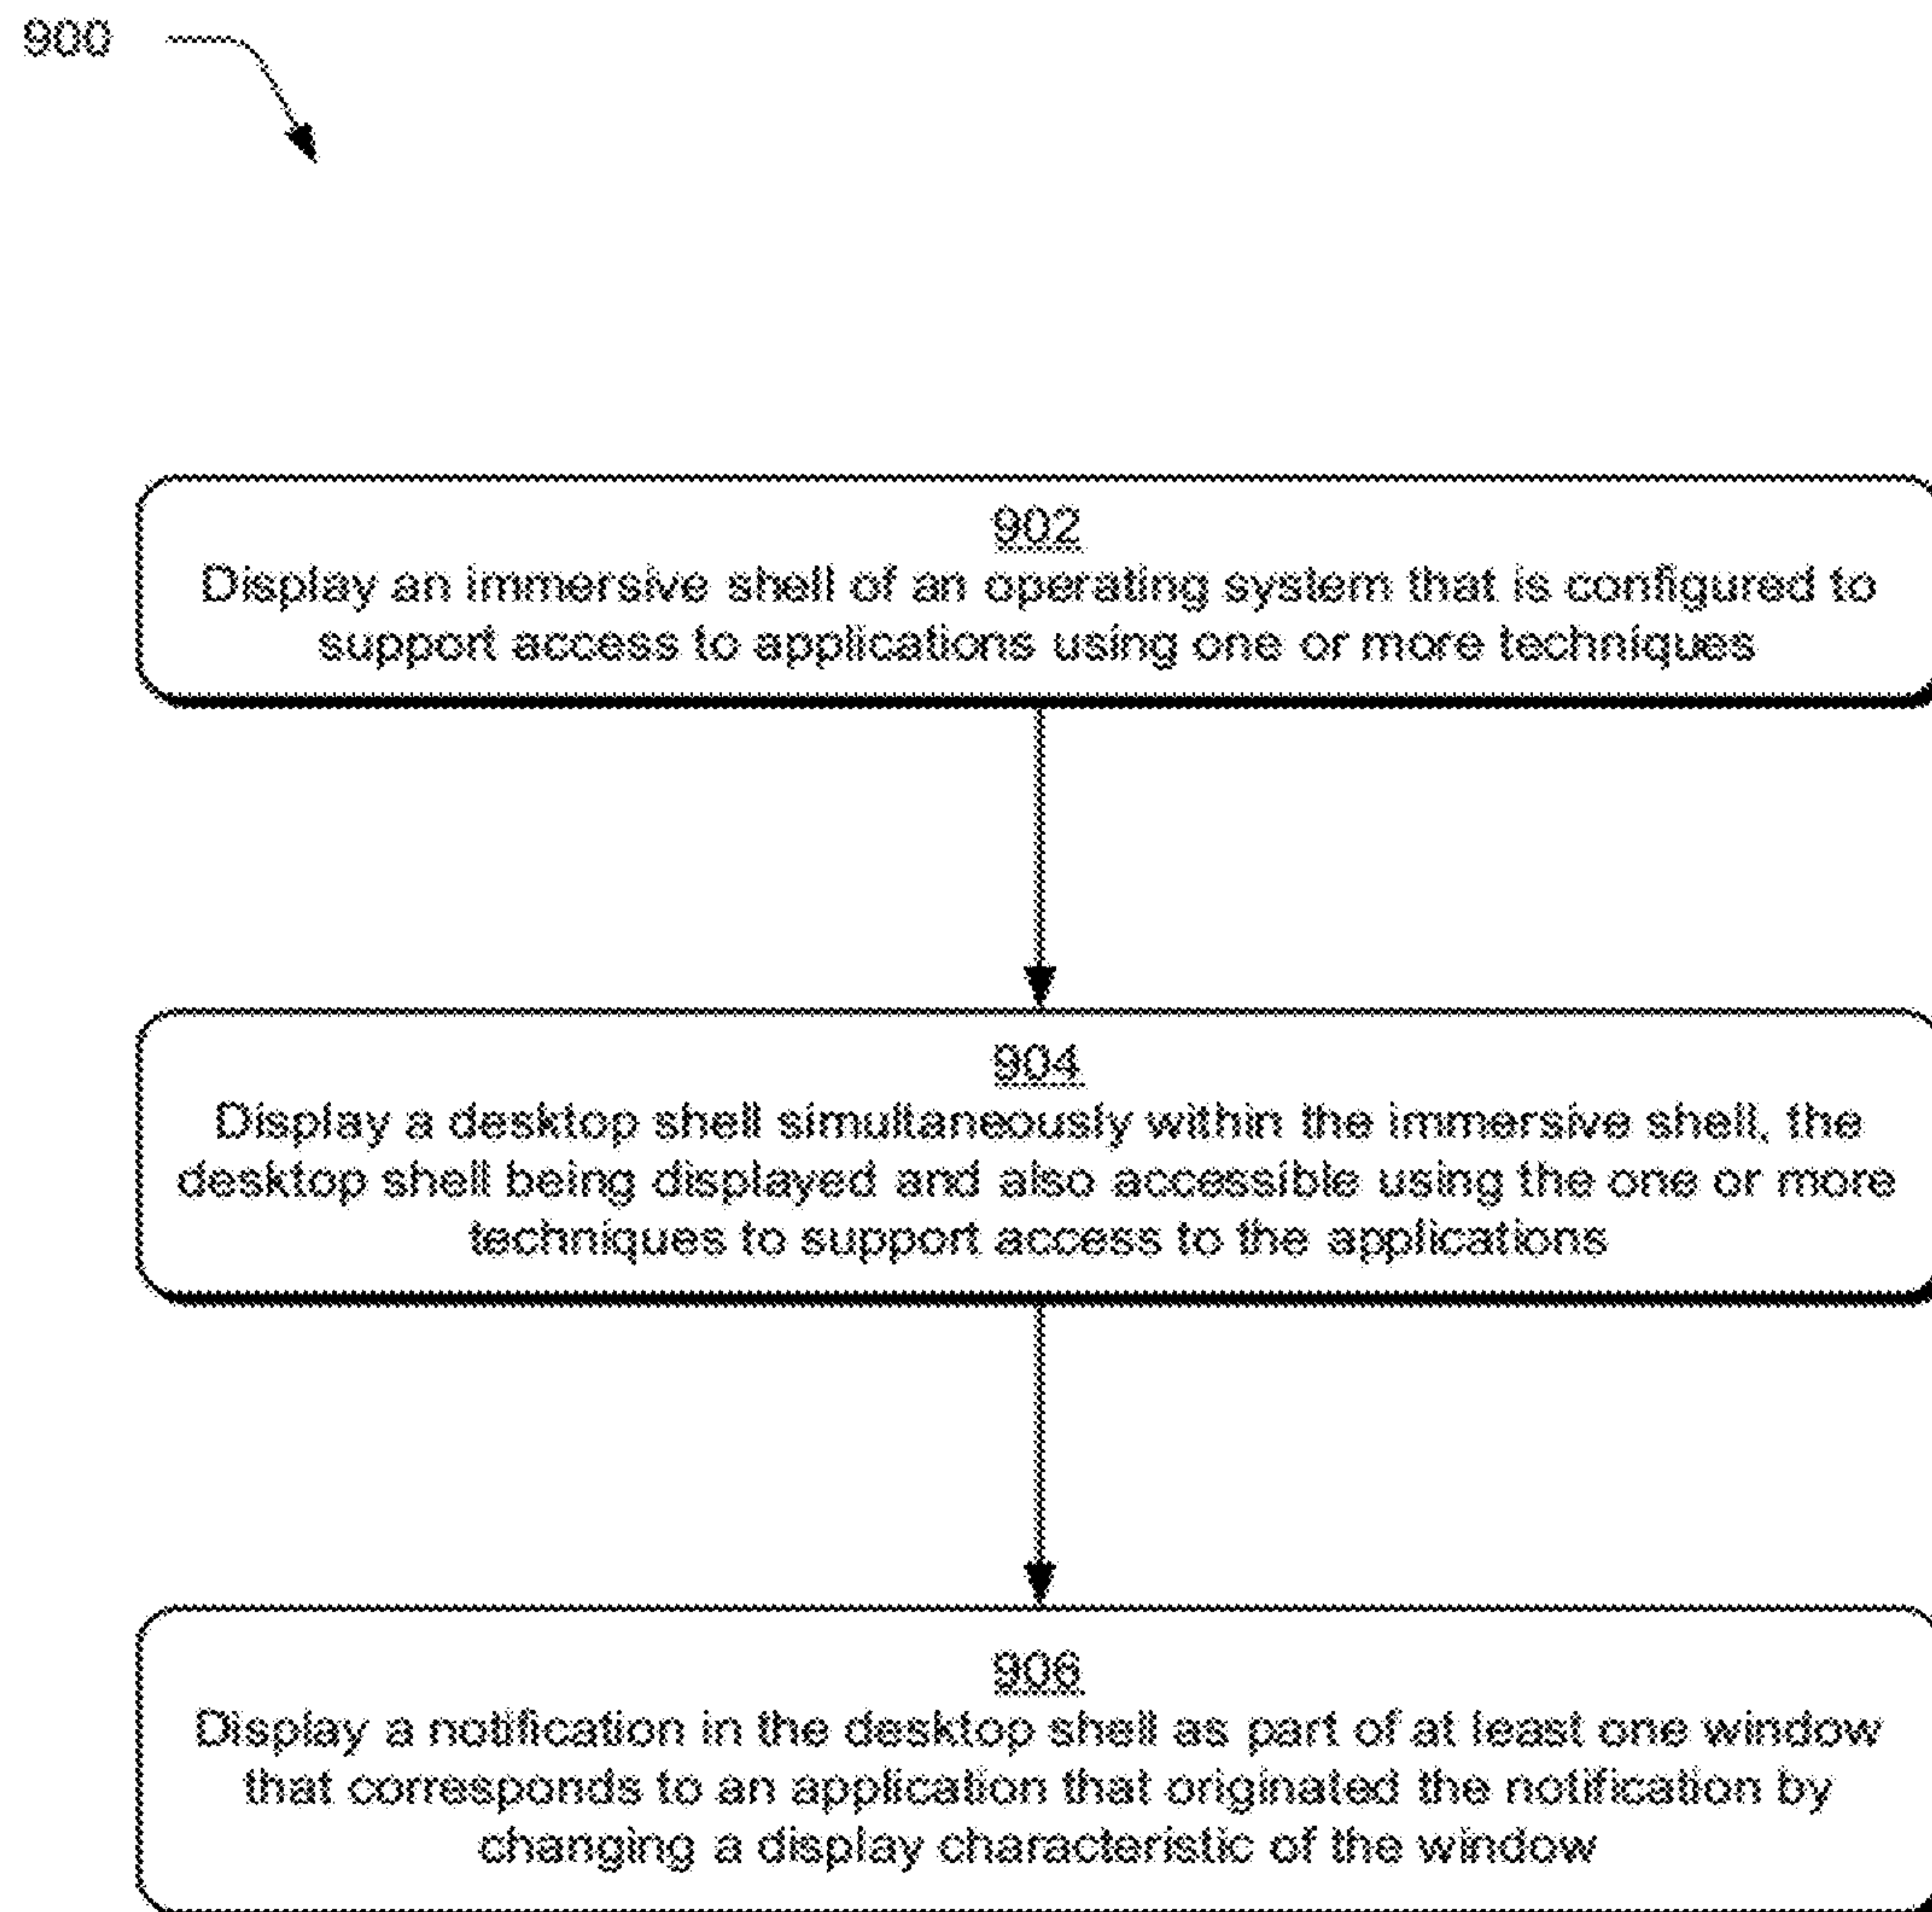 900
902
Display an immersive shell of an operating system that is configured to
support access to applications using one or more techniques
904
Display a desktop shell simultaneously within the immersive shell, the
desktop shell being displayed and also accessible using the one or more
techniques to support access to the applications
906
Display a notification in the desktop shell as part of at least one window
that corresponds to an application that originated the notification by
changing a display characteristic of the window